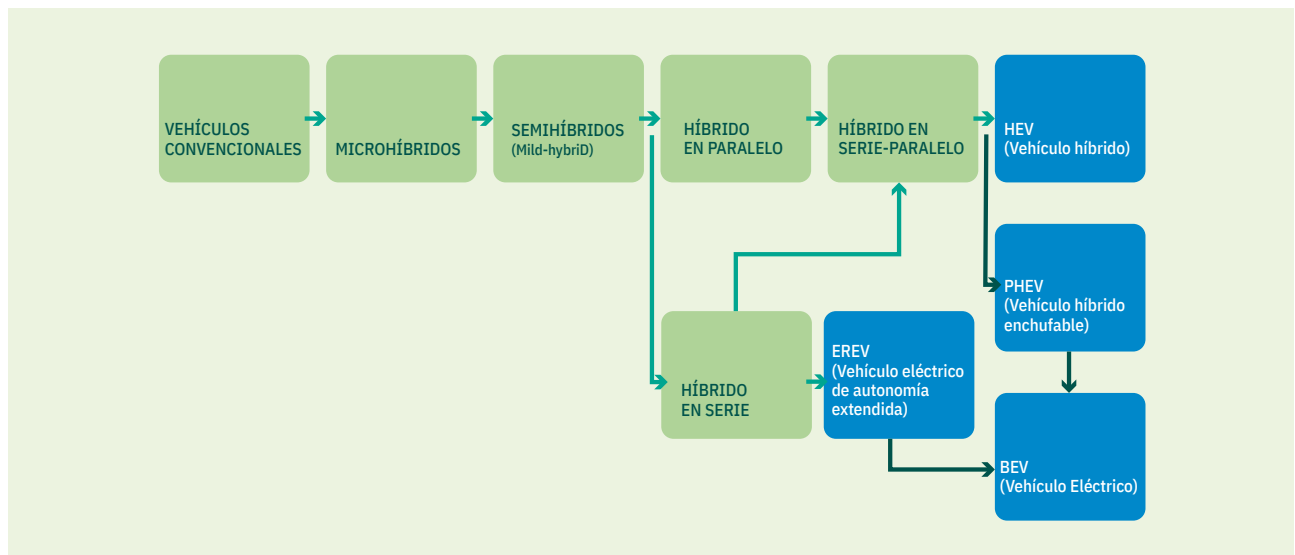 VEHÍCULOS
CONVENCIONALES
MICROHÍBRIDOS
SEMIHÍBRIDOS
(Mild-hybriD)
HÍBRIDO
EN PARALELO
HÍBRIDO EN
SERIE-PARALELO
HEV
(Vehículo híbrido)
PHEV
(Vehículo híbrido
enchufable)
HÍBRIDO
EN SERIE
EREV
(Vehículo eléctrico
de autonomía
extendida)
BEV
(Vehículo Eléctrico)